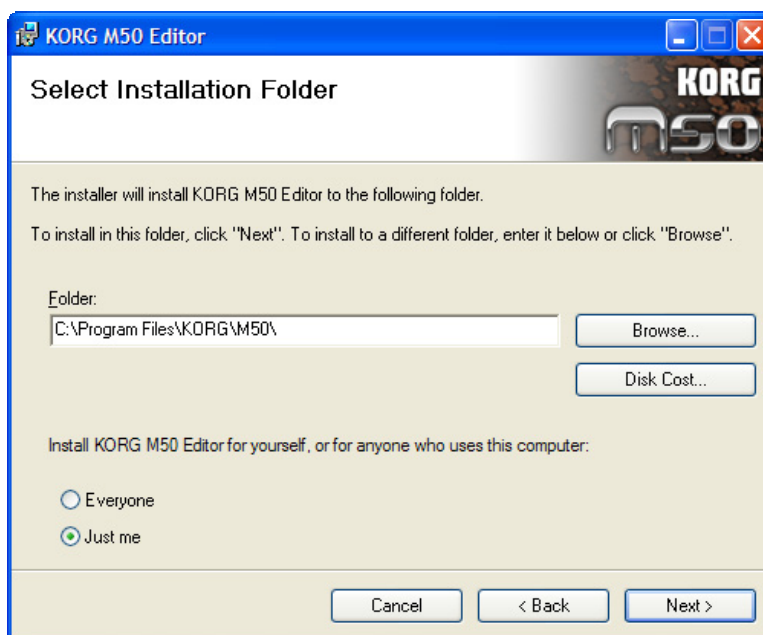 KORG M50 Editor
Select Installation Folder
KORG
M50
The installer will install KORG M50 Editor to the following folder.
To install in this folder, click "Next". To install to a different folder, enter it below or click "Browse".
Folder:
C:\Program Files\KORG\M50\
Browse...
Disk Cost...
Install KORG M50 Editor for yourself, or for anyone who uses this computer:
Everyone
Just me
Cancel
< Back
Next >